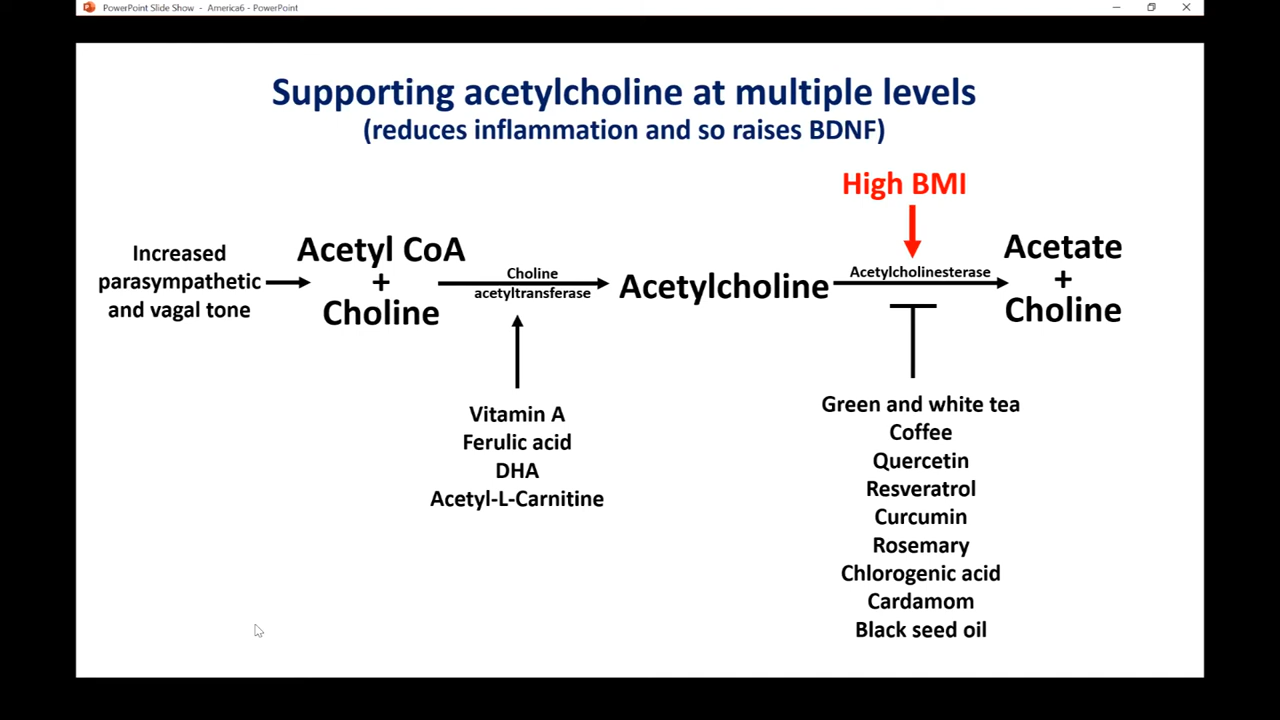 PowerPoint Slide Show - America6 - PowerPoint
Supporting acetylcholine at multiple levels
(reduces inflammation and so raises BDNF)
High BMI
Increased
parasympathetic
and vagal tone
Acetyl CoA
+
Choline
Choline
acetyltransferase
Acetylcholine
Acetylcholinesterase
Acetate
+
Choline
Vitamin A
Ferulic acid
DHA
Acetyl-L-Carnitine
Green and white tea
Coffee
Quercetin
Resveratrol
Curcumin
Rosemary
Chlorogenic acid
Cardamom
Black seed oil